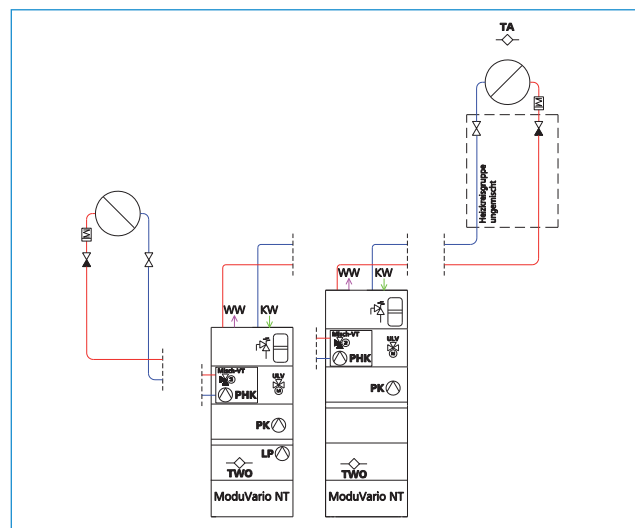 TA
Heizkreisgruppe
ungemischt
WW
KW
Misch-VT
ULV
M
PHK
PK
LP
TWO
ModuVario NT
WW
KW
Misch-VT
ULV
M
PHK
PK
TWO
ModuVario NT